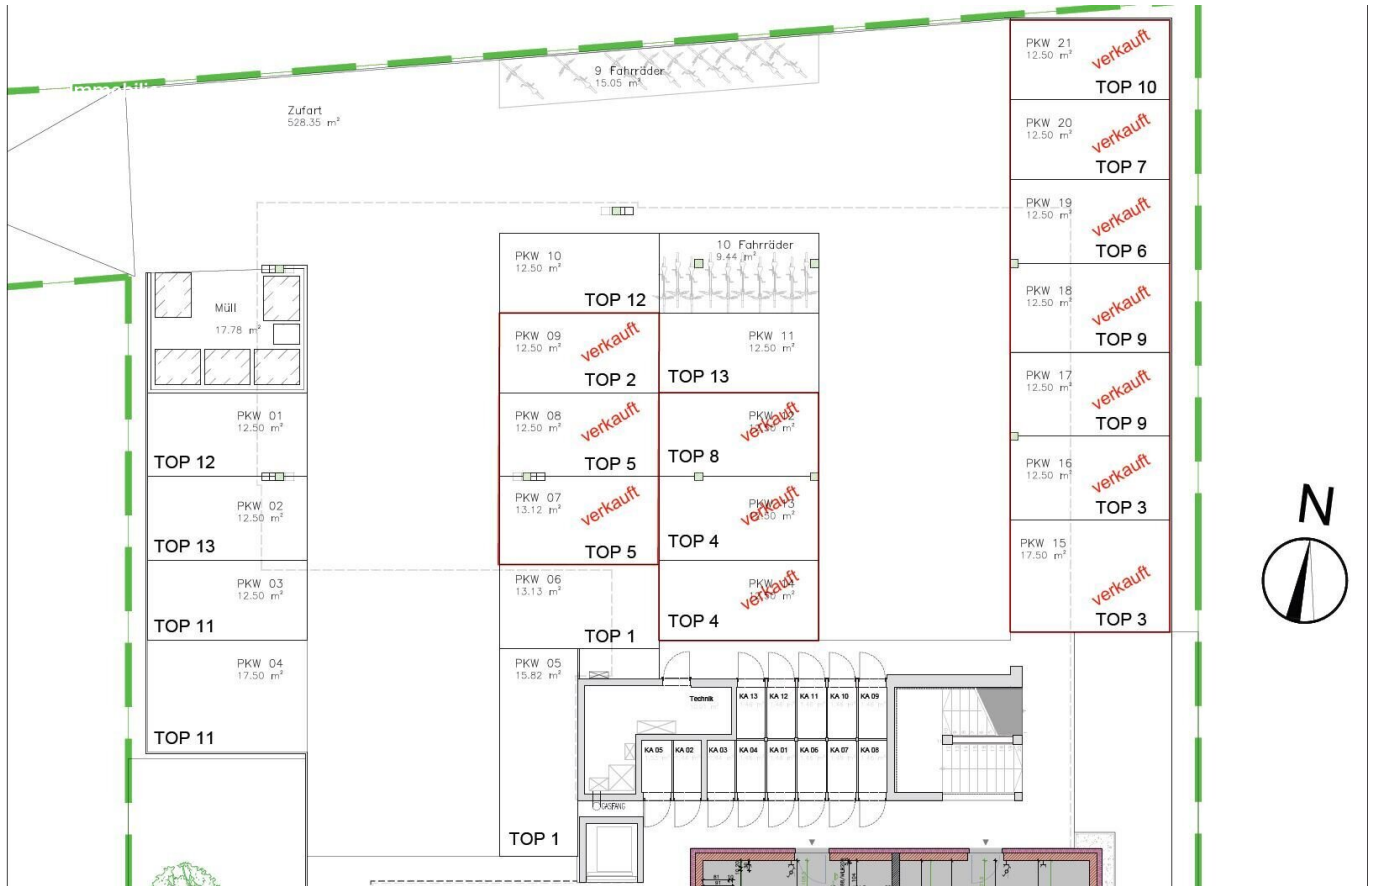 9 Fahrräder
15.05 m²
Zufart
528.35 m²
PKW 21
12.50 m²
verkauft
TOP 10
PKW 20
12.50 m²
verkauft
TOP 7
PKW 19
12.50 m²
verkauft
TOP 6
PKW 18
12.50 m²
verkauft
TOP 9
PKW 17
12.50 m²
verkauft
TOP 9
PKW 16
12.50 m²
verkauft
TOP 3
PKW 15
17.50 m²
verkauft
TOP 3
Müll
17.78 m²
PKW 01
12.50 m²
TOP 12
PKW 02
12.50 m²
TOP 13
PKW 03
12.50 m²
TOP 11
PKW 04
17.50 m²
TOP 11
PKW 10
12.50 m²
TOP 12
PKW 09
12.50 m²
verkauft
TOP 2
PKW 08
12.50 m²
verkauft
TOP 5
PKW 07
13.12 m²
verkauft
TOP 5
PKW 06
13.13 m²
TOP 1
PKW 05
15.82 m²
TOP 1
10 Fahrräder
9.44 m²
PKW 11
12.50 m²
TOP 13
verkauft
TOP 8
verkauft
TOP 4
verkauft
TOP 4
N
Technik
KA 13
KA 12
KA 11
KA 10
KA 09
KA 05
KA 02
KA 03
KA 04
KA 01
KA 06
KA 07
KA 08
GASFANG